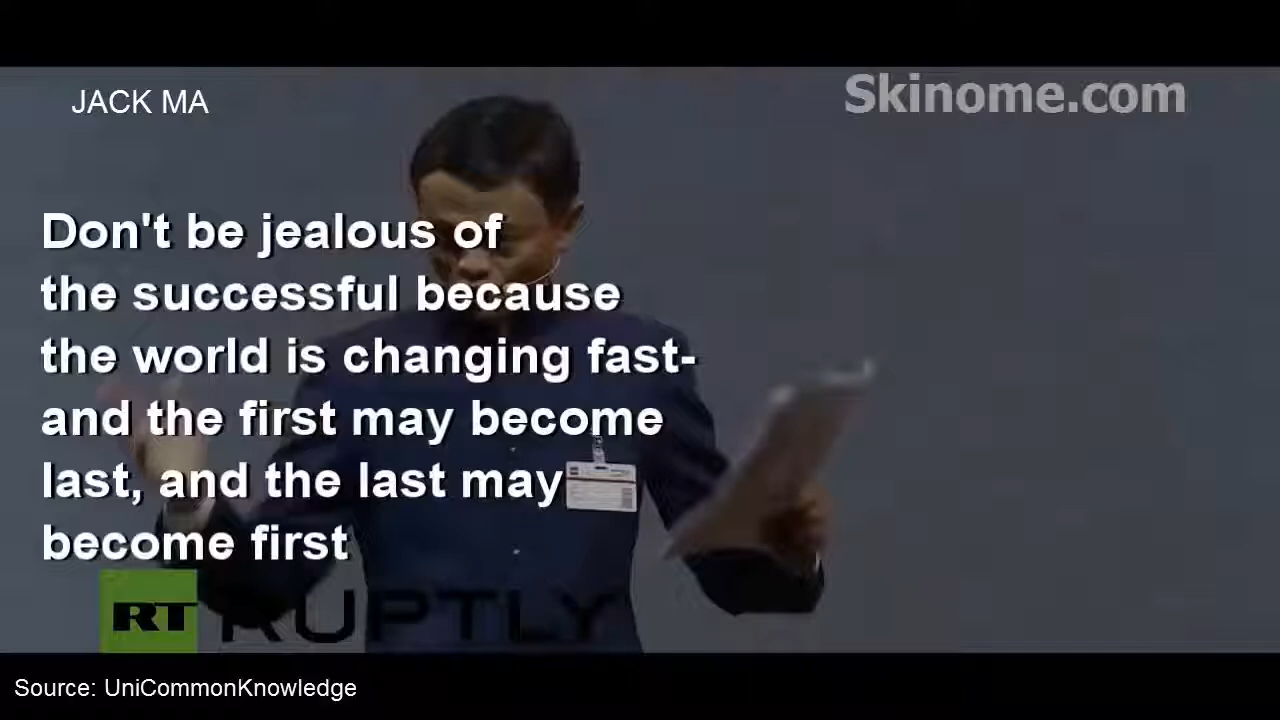 JACK MA
Skinome.com
Don't be jealous of
the successful because
the world is changing fast-
and the first may become
last, and the last may
become first
RT RUPTLY
Source: UniCommonKnowledge